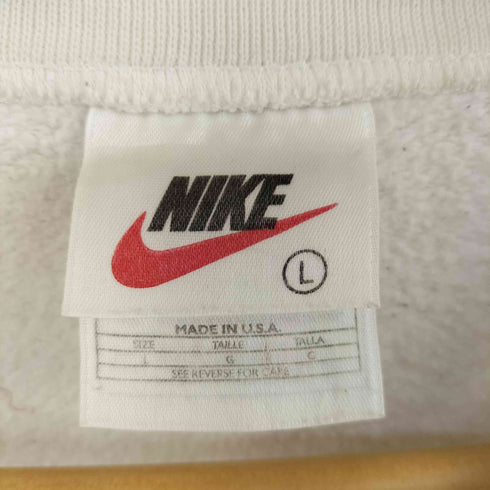 NIKE
L
MADE IN U.S.A.
SIZE TAILLE TALLA
L G G
SEE REVERSE FOR CARE